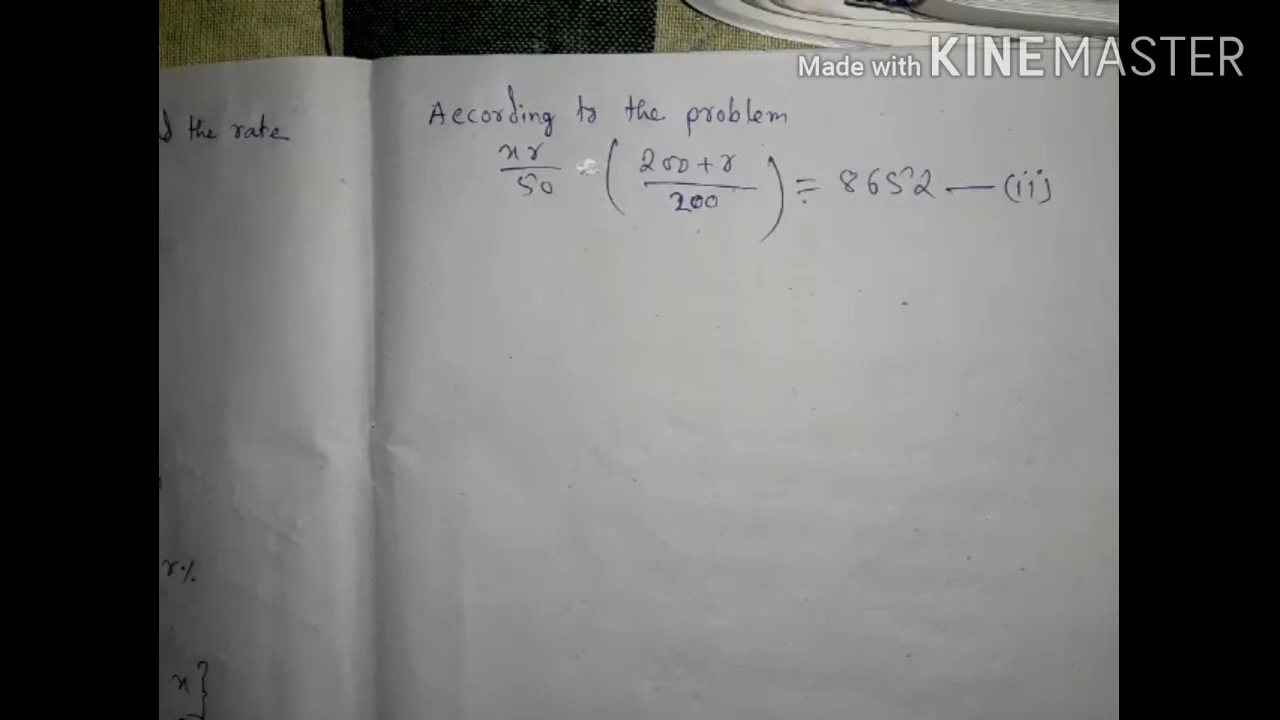 Made with KINEMASTER
the rate
According to the problem
xr/50 (200+r/200) = 8652 — (ii)
r%
x}